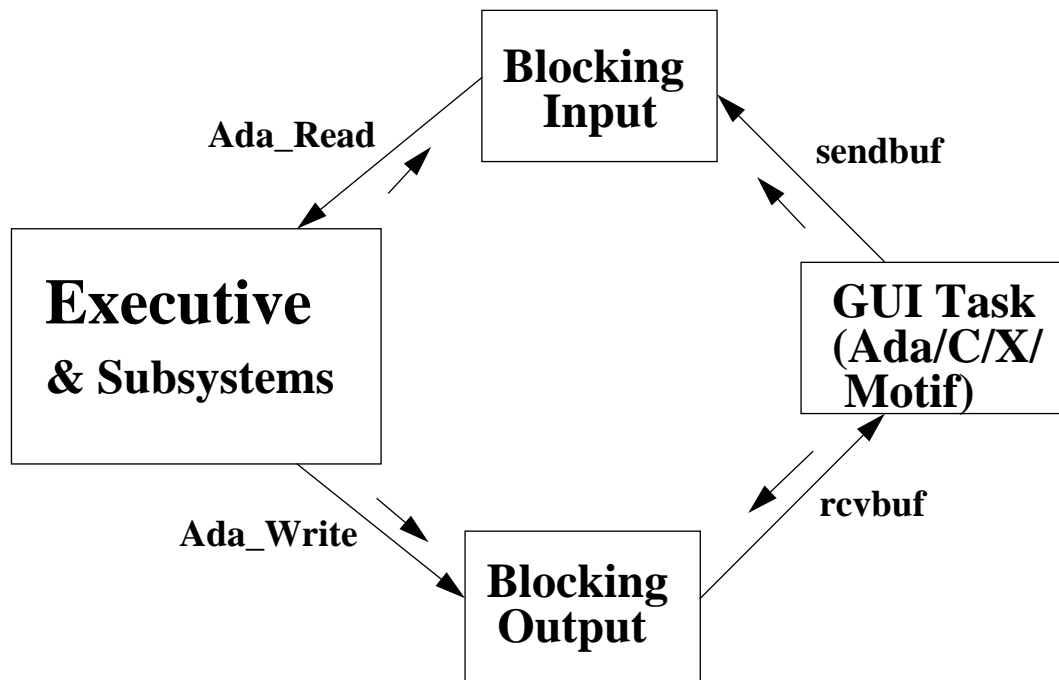 Blocking
Input
Ada_Read
sendbuf
Executive
& Subsystems
GUI Task
(Ada/C/X/
Motif)
Ada_Write
rcvbuf
Blocking
Output